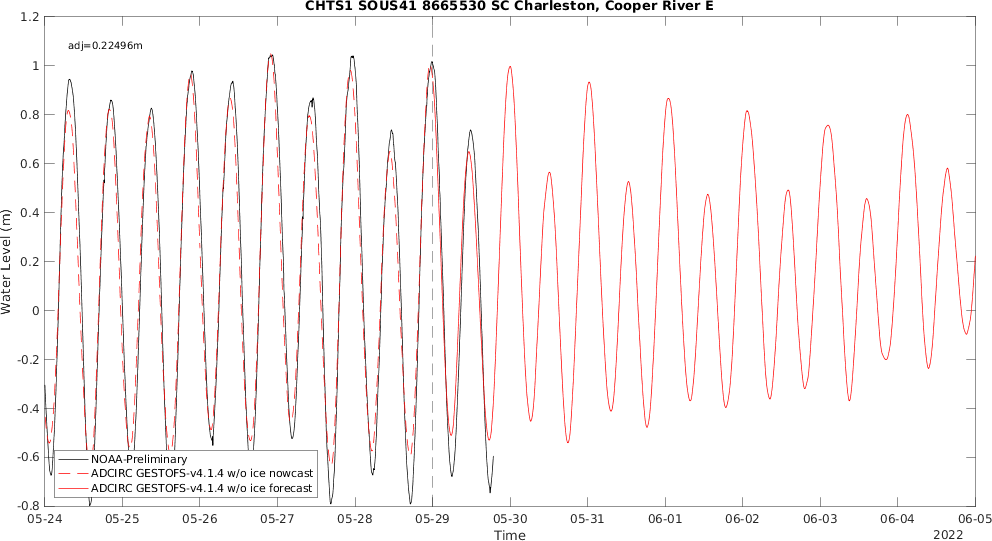 CHTS1 SOUS41 8665530 SC Charleston, Cooper River E
adj=0.22496m
1.2
1
0.8
0.6
0.4
0.2
0
-0.2
-0.4
-0.6
-0.8
Water Level (m)
NOAA-Preliminary
ADCIRC GESTOFS-v4.1.4 w/o ice nowcast
ADCIRC GESTOFS-v4.1.4 w/o ice forecast
05-24 05-25 05-26 05-27 05-28 05-29 05-30 05-31 06-01 06-02 06-03 06-04 06-05
Time
2022